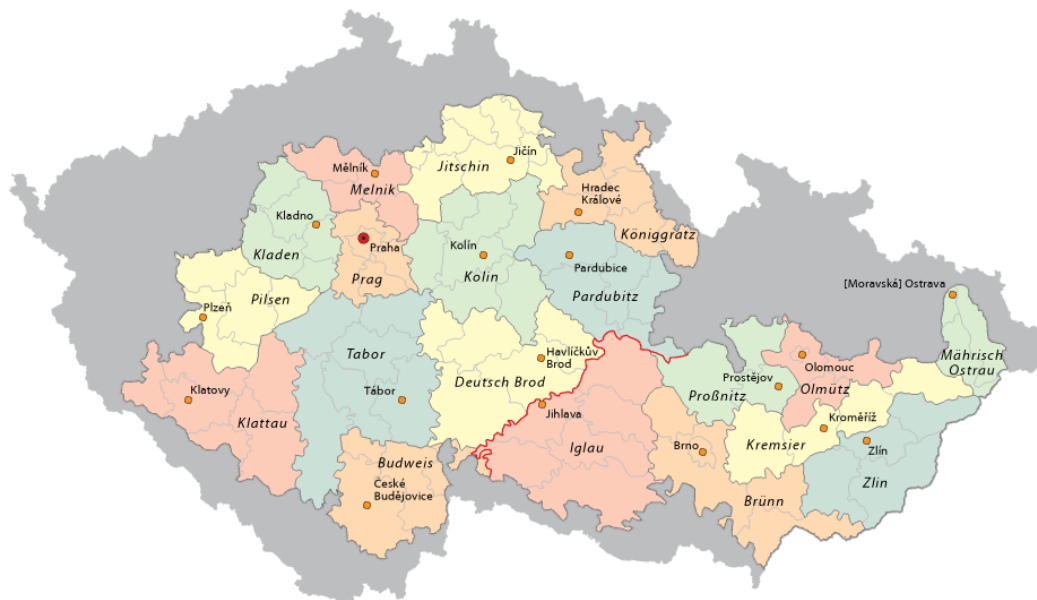 Jičín
Jitschin
Mělník
Melnik
Hradec
Králové
Königgratz
Kladno
Kladen
Praha
Prag
Kolín
Kolin
Pardubice
Pardubitz
[Moravská] Ostrava
Mährisch
Ostrau
Plzeň
Pilsen
Tabor
Tábor
Havlíčkův
Brod
Deutsch Brod
Olomouc
Olmütz
Prostějov
Proßnitz
Klatovy
Klattau
Jihlava
Iglau
Kroměříž
Kremsier
Brno
Brünn
Zlín
Zlin
Budweis
České
Budějovice